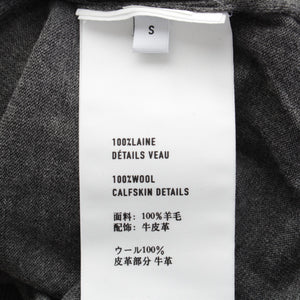 S
100%LAINE
DÉTAILS VEAU
100%WOOL
CALFSKIN DETAILS
面料: 100%羊毛
配饰: 牛皮革
ウール100%
皮革部分 牛革